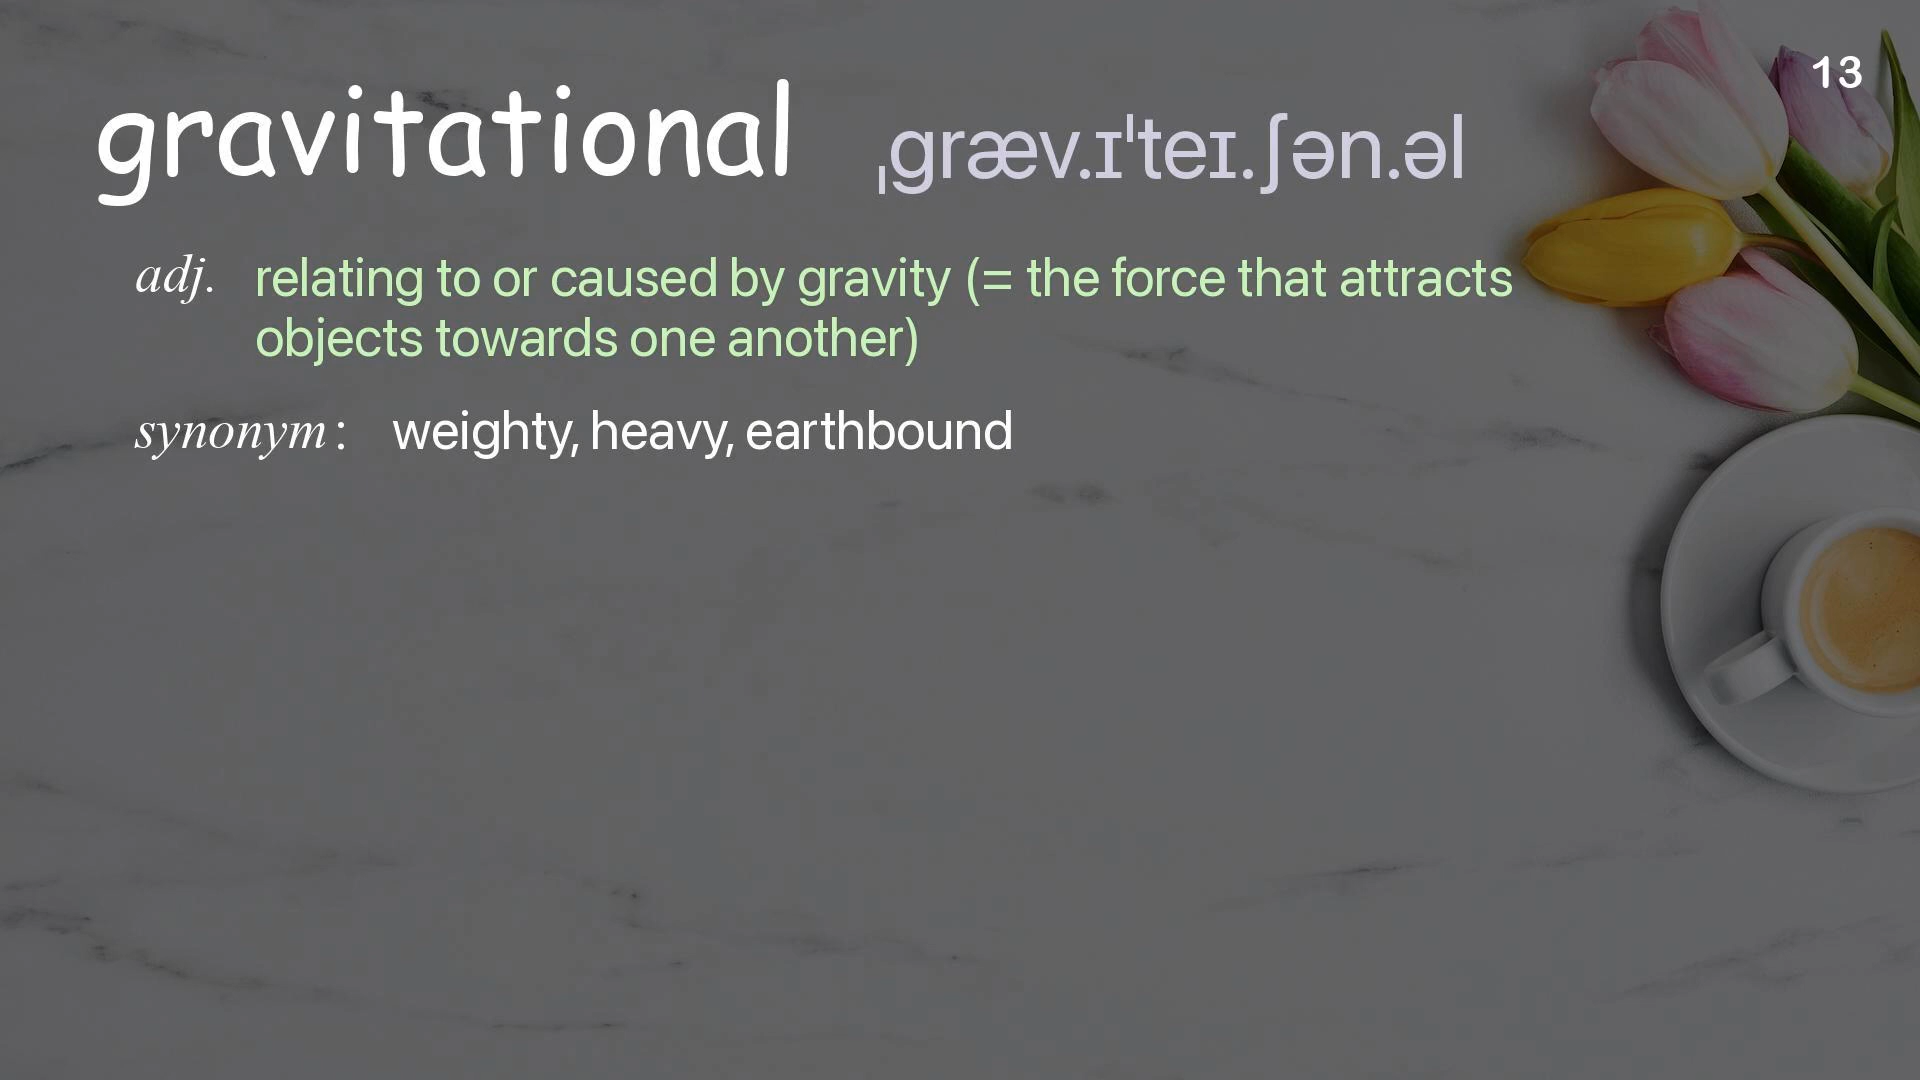 13
gravitational ˌɡræv.ɪˈteɪ.ʃən.əl
adj. relating to or caused by gravity (= the force that attracts
objects towards one another)
synonym: weighty, heavy, earthbound